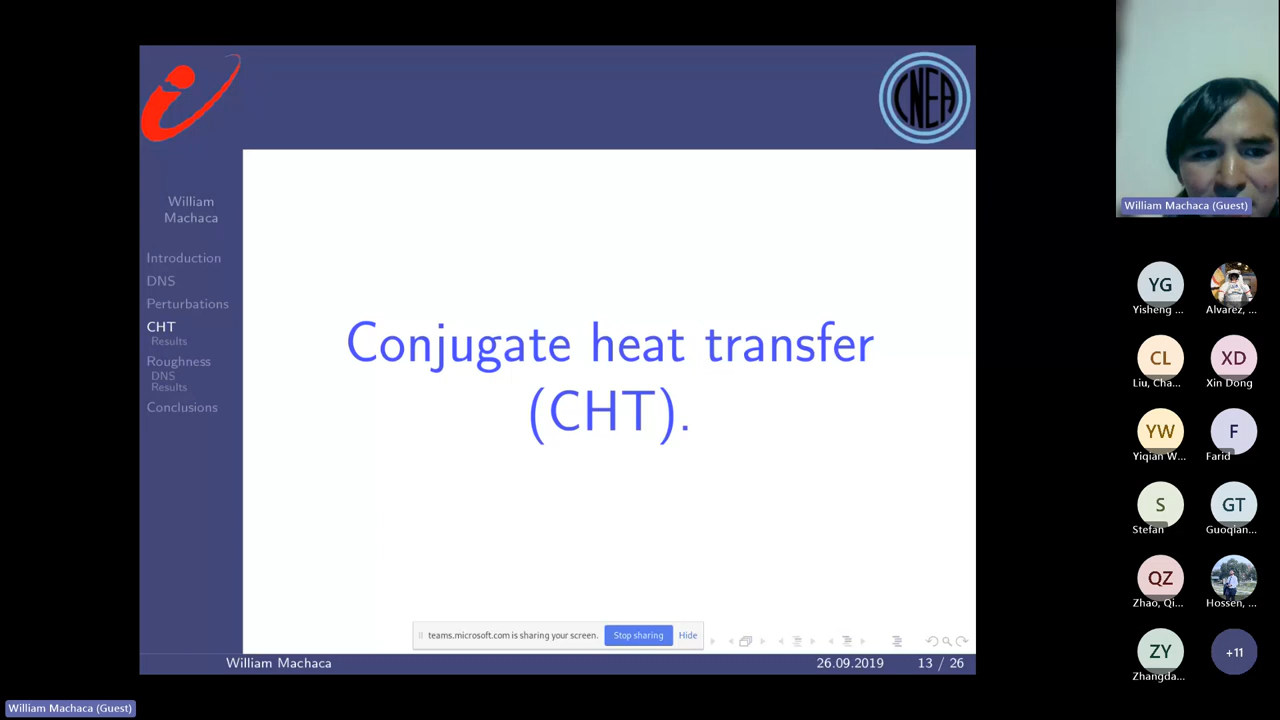 CNEA
William
Machaca
Introduction
DNS
Perturbations
CHT
Results
Roughness
DNS
Results
Conclusions
Conjugate heat transfer
(CHT).
teams.microsoft.com is sharing your screen.
Stop sharing
Hide
William Machaca
26.09.2019
13 / 26
William Machaca (Guest)
William Machaca (Guest)
YG
Yisheng ...
Alvarez, ...
CL
Liu, Cha...
XD
Xin Dong
YW
Yiqian W...
F
Farid
S
Stefan
GT
Guoqian...
QZ
Zhao, Qi...
Hossen, ...
ZY
Zhangda...
+11